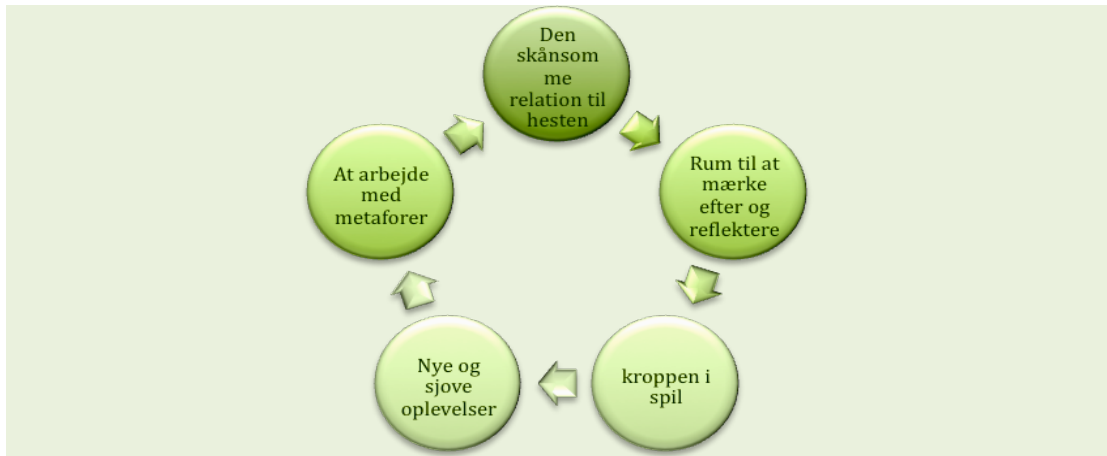 Den
skånsom
me
relation til
hesten
Rum til at
mærke
efter og
reflektere
kroppen i
spil
Nye og
sjove
oplevelser
At arbejde
med
metaforer